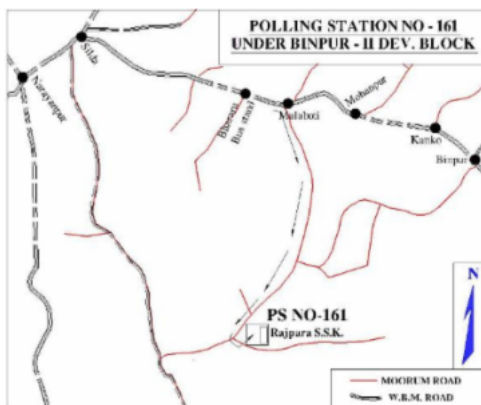 POLLING STATION NO - 161
UNDER BINPUR - II DEV. BLOCK
Silda
Narayanpur
Bhorani
Bus stand
Malabati
Mohanpur
Kanko
Binpur
N
PS NO-161
Rajpara S.S.K.
MOORUM ROAD
W.B.M. ROAD